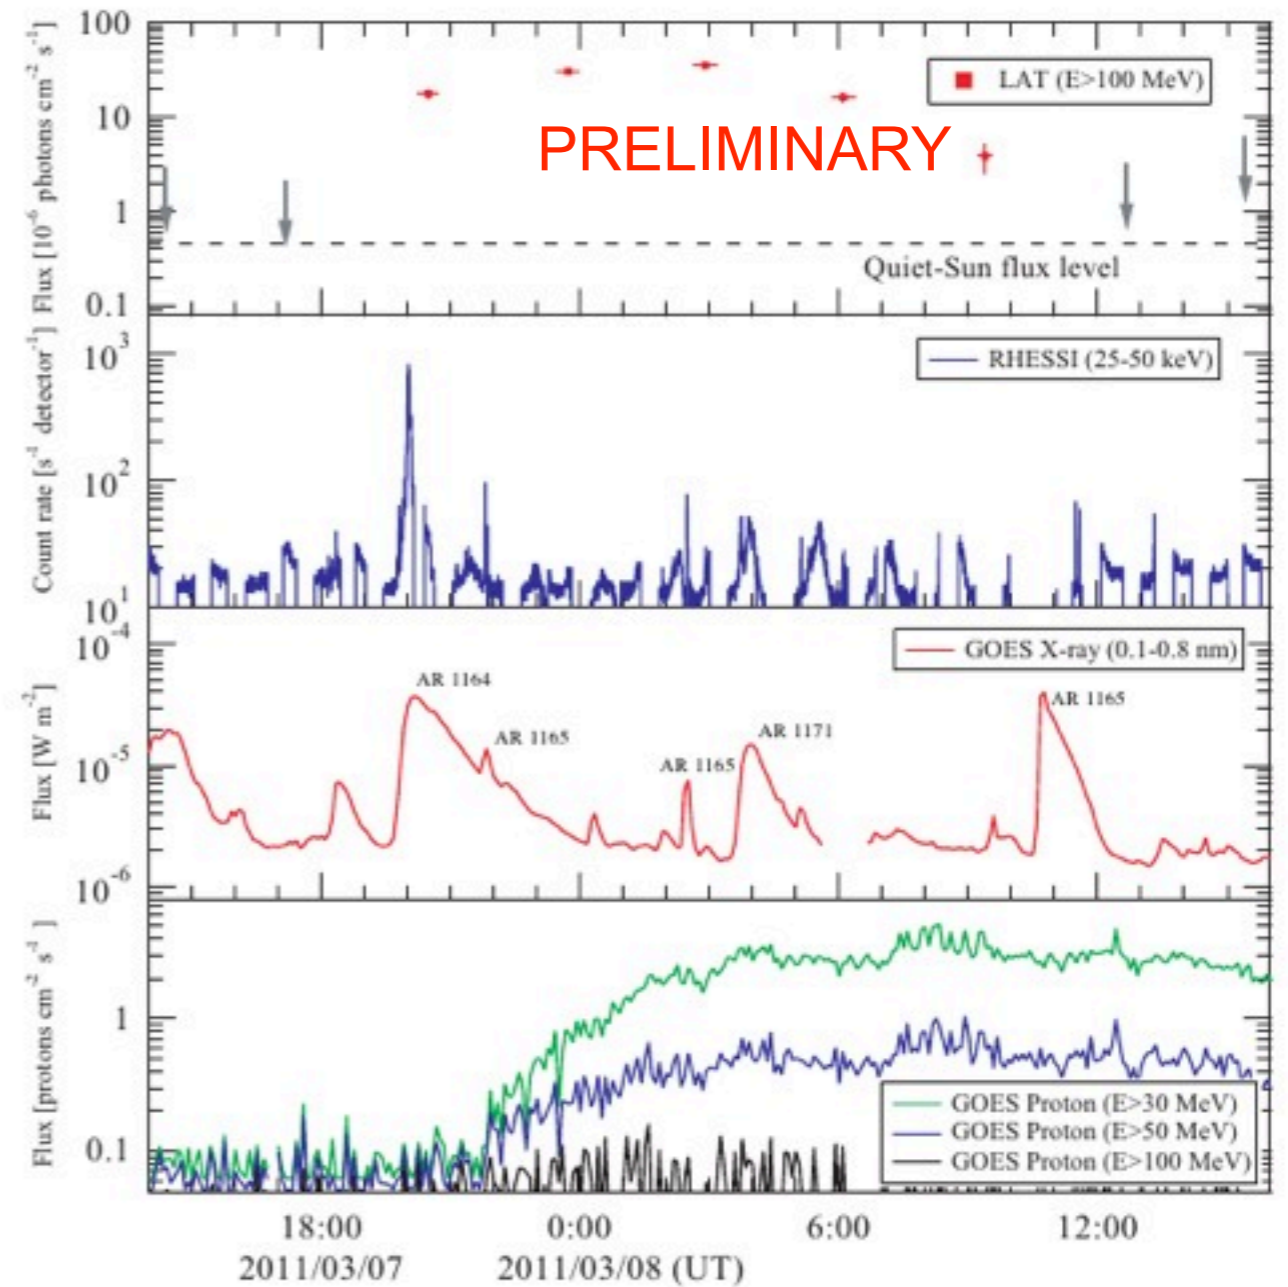 100
10
1
0.1
Flux [10⁻⁶ photons cm⁻² s⁻¹]
LAT (E>100 MeV)
PRELIMINARY
Quiet-Sun flux level
10³
10²
10¹
Count rate [s⁻¹ detector⁻¹]
RHESSI (25-50 keV)
10⁻⁴
10⁻⁵
10⁻⁶
Flux [W m⁻²]
GOES X-ray (0.1-0.8 nm)
AR 1164
AR 1165
AR 1165
AR 1171
AR 1165
1
0.1
Flux [protons cm⁻² s⁻¹ ]
GOES Proton (E>30 MeV)
GOES Proton (E>50 MeV)
GOES Proton (E>100 MeV)
18:00 0:00 6:00 12:00
2011/03/07 2011/03/08 (UT)